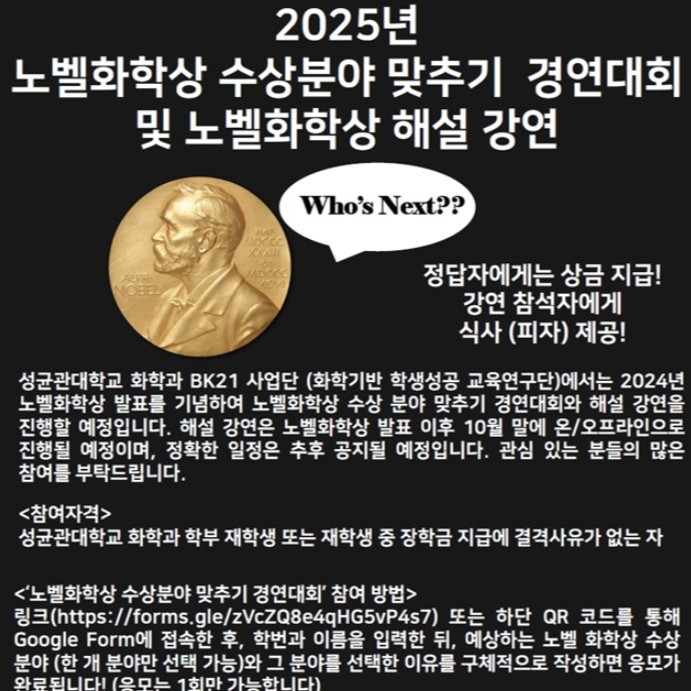 2025년
노벨화학상 수상분야 맞추기 경연대회
및 노벨화학상 해설 강연
Who's Next??
ALFR.
NOBEL
NAT.
MDCCC
XXXIII
OB.
MDCCC
XCVI
정답자에게는 상금 지급!
강연 참석자에게
식사 (피자) 제공!
성균관대학교 화학과 BK21 사업단 (화학기반 학생성공 교육연구단)에서는 2024년
노벨화학상 발표를 기념하여 노벨화학상 수상 분야 맞추기 경연대회와 해설 강연을
진행할 예정입니다. 해설 강연은 노벨화학상 발표 이후 10월 말에 온/오프라인으로
진행될 예정이며, 정확한 일정은 추후 공지될 예정입니다. 관심 있는 분들의 많은
참여를 부탁드립니다.
<참여자격>
성균관대학교 화학과 학부 재학생 또는 재학생 중 장학금 지급에 결격사유가 없는 자
<'노벨화학상 수상분야 맞추기 경연대회' 참여 방법>
링크(https://forms.gle/zVcZQ8e4qHG5vP4s7) 또는 하단 QR 코드를 통해
Google Form에 접속한 후, 학번과 이름을 입력한 뒤, 예상하는 노벨 화학상 수상
분야 (한 개 분야만 선택 가능)와 그 분야를 선택한 이유를 구체적으로 작성하면 응모가
완료됩니다! (응모는 1회만 가능합니다)